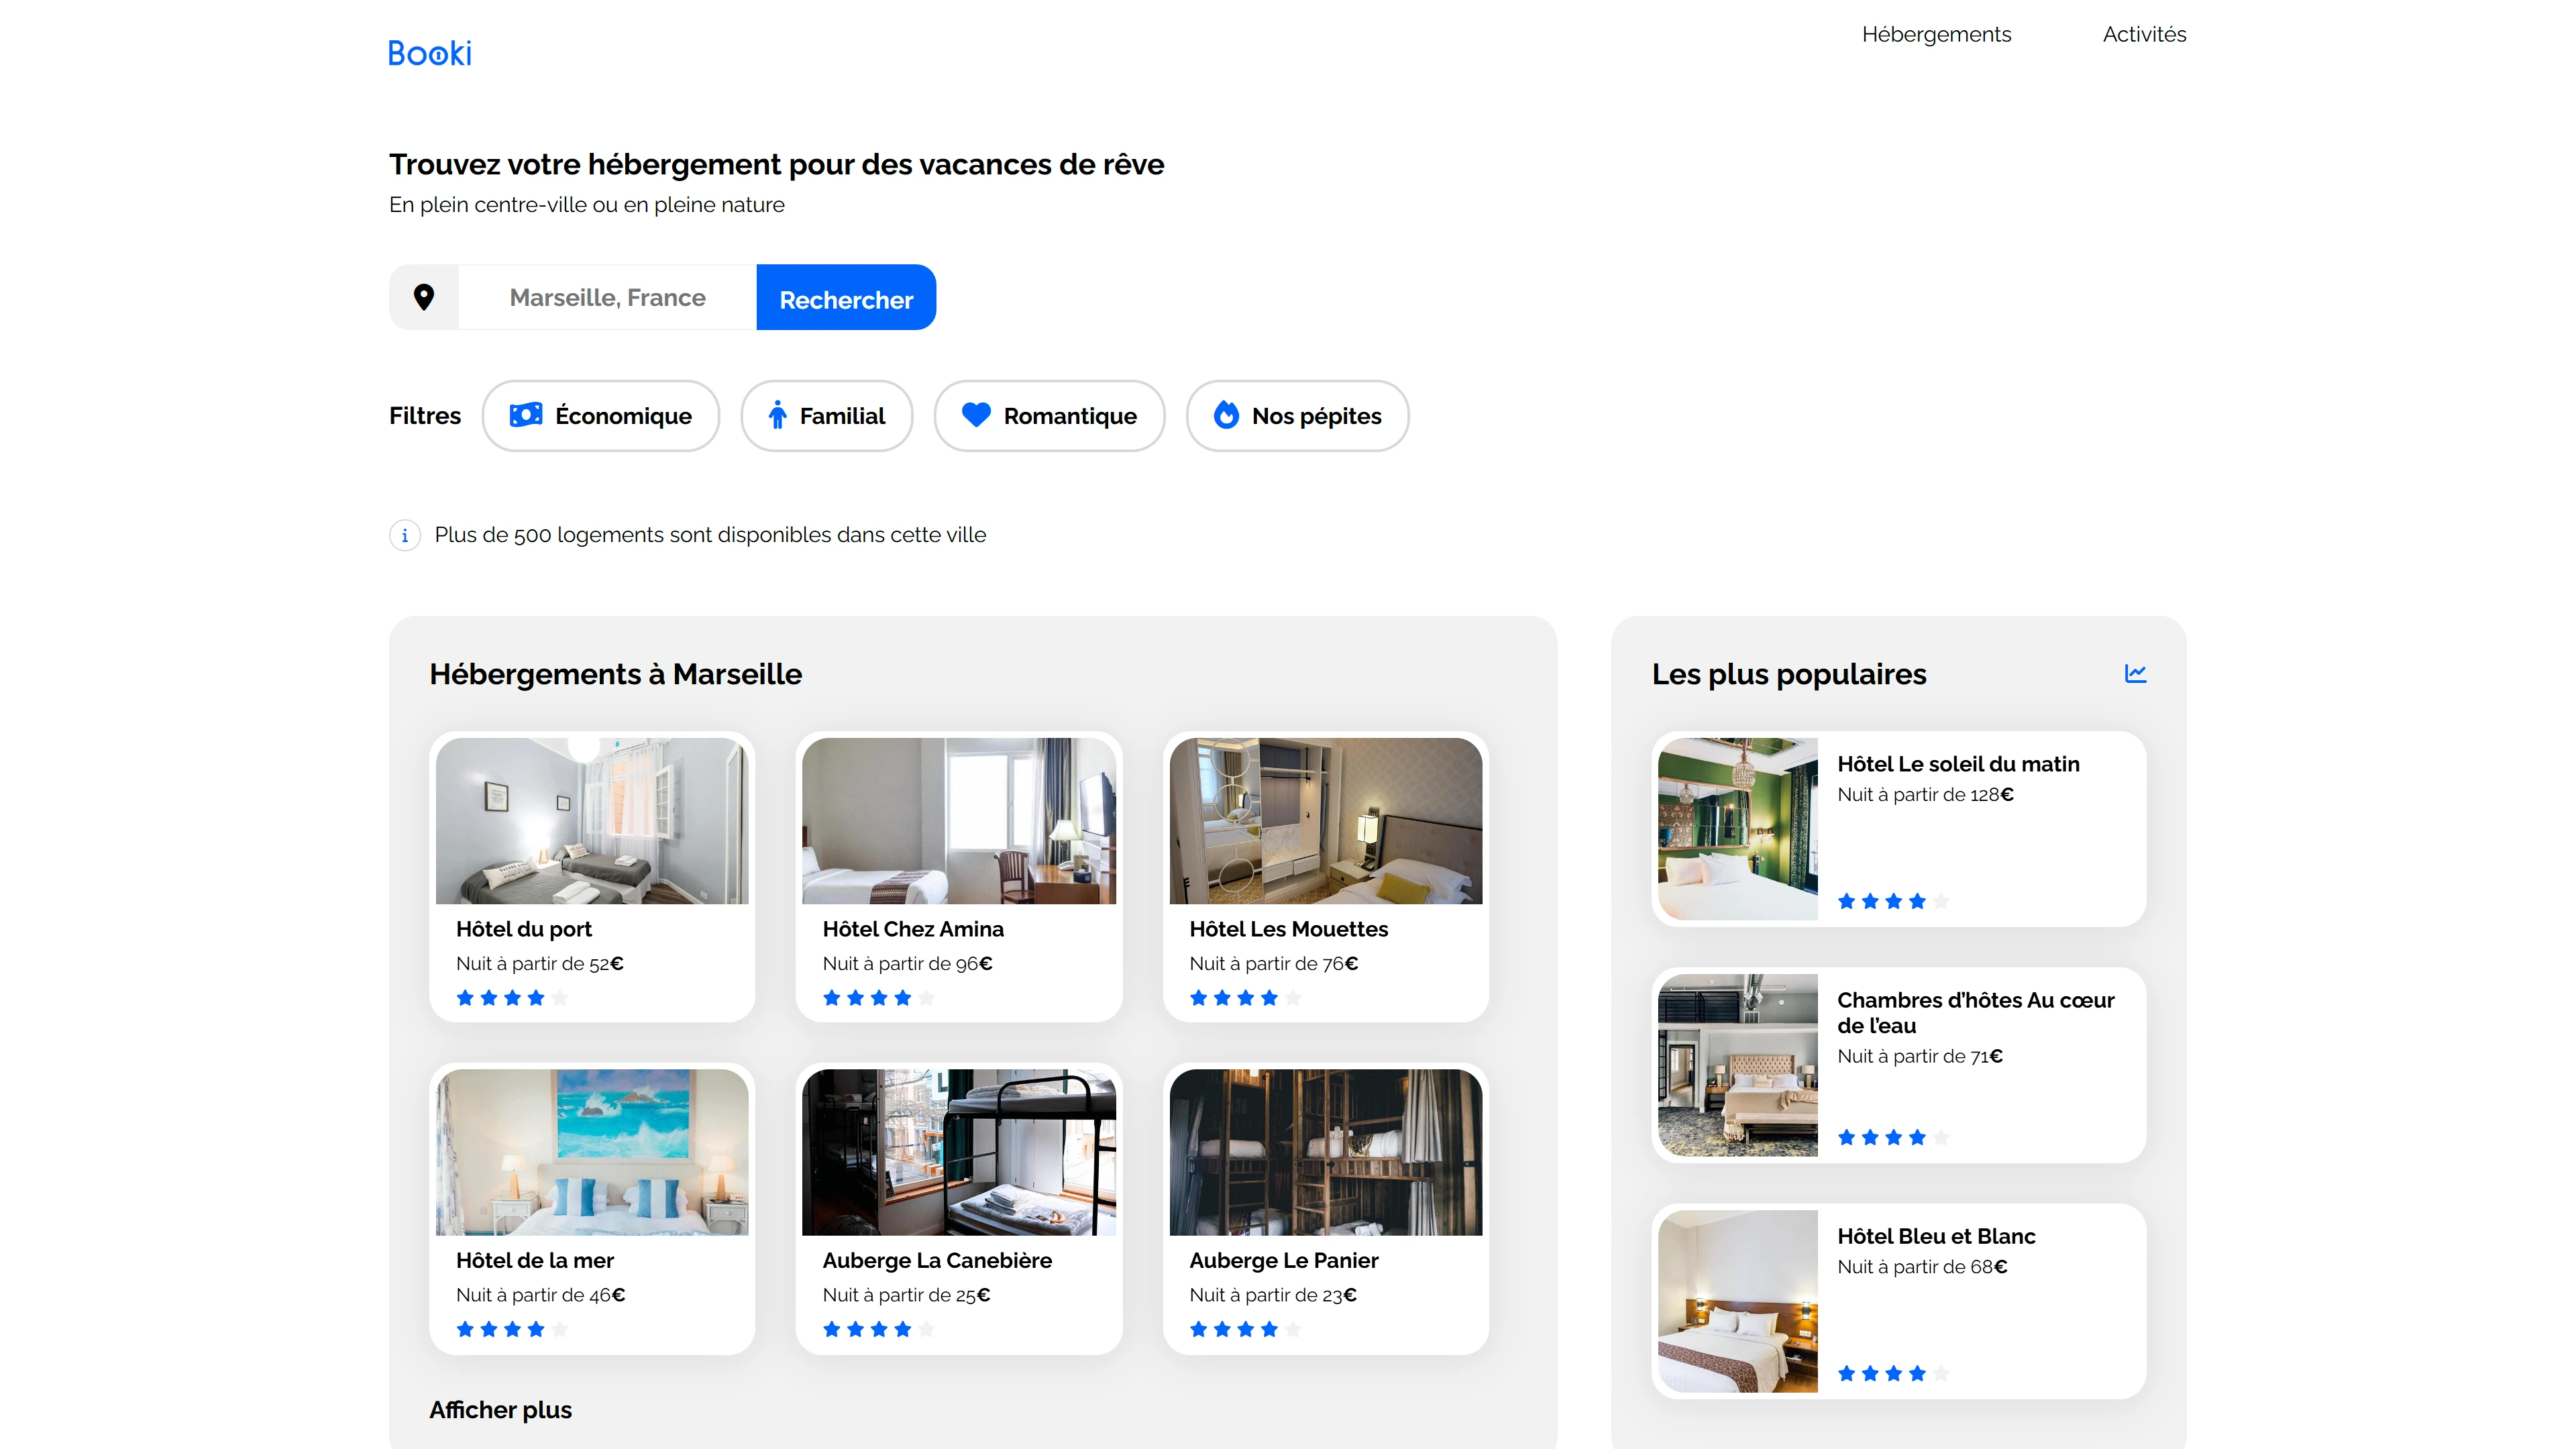 Booki
Hébergements
Activités
Trouvez votre hébergement pour des vacances de rêve
En plein centre-ville ou en pleine nature
Marseille, France
Rechercher
Filtres
Économique
Familial
Romantique
Nos pépites
Plus de 500 logements sont disponibles dans cette ville
Hébergements à Marseille
Hôtel du port
Nuit à partir de 52€
Hôtel Chez Amina
Nuit à partir de 96€
Hôtel Les Mouettes
Nuit à partir de 76€
Hôtel de la mer
Nuit à partir de 46€
Auberge La Canebière
Nuit à partir de 25€
Auberge Le Panier
Nuit à partir de 23€
Afficher plus
Les plus populaires
Hôtel Le soleil du matin
Nuit à partir de 128€
Chambres d'hôtes Au cœur
de l'eau
Nuit à partir de 71€
Hôtel Bleu et Blanc
Nuit à partir de 68€